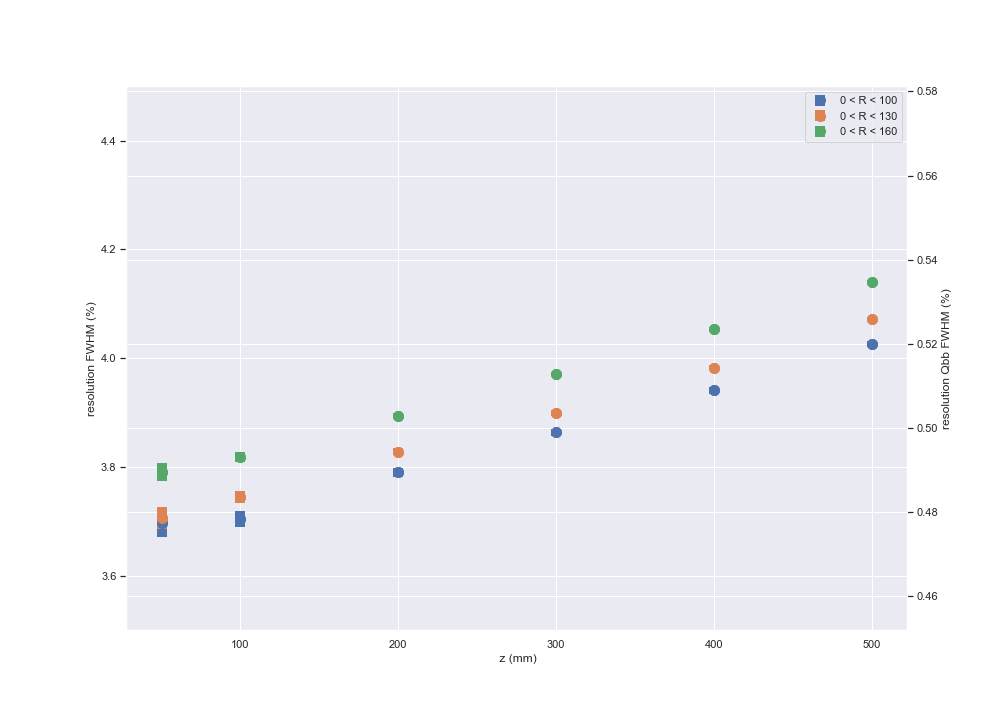 0 < R < 100
0 < R < 130
0 < R < 160
4.4
4.2
4.0
3.8
3.6
resolution FWHM (%)
0.58
0.56
0.54
0.52
0.50
0.48
0.46
resolution Qbb FWHM (%)
100
200
300
400
500
z (mm)